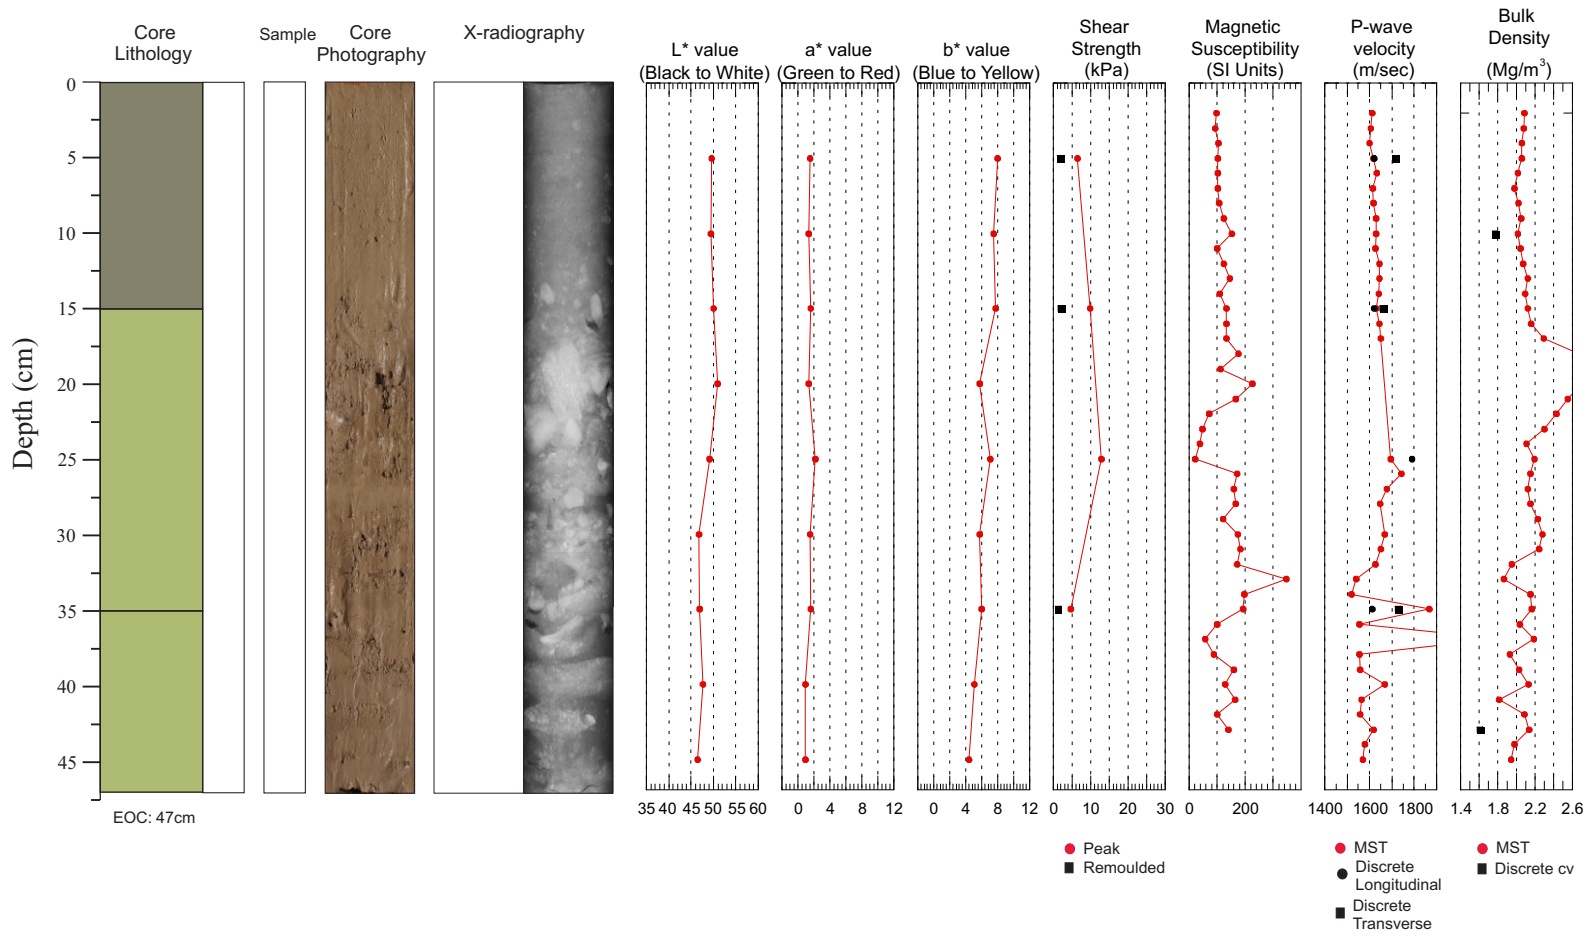 Core
Lithology
Sample
Core
Photography
X-radiography
L* value
(Black to White)
a* value
(Green to Red)
b* value
(Blue to Yellow)
Shear
Strength
(kPa)
Magnetic
Susceptibility
(SI Units)
P-wave
velocity
(m/sec)
Bulk
Density
(Mg/m³)
Depth (cm)
0
5
10
15
20
25
30
35
40
45
EOC: 47cm
35 40 45 50 55 60
0 4 8 12
0 4 8 12
0 10 20 30
0 200
1400 1600 1800
1.4 1.8 2.2 2.6
Peak
Remoulded
MST
Discrete
Longitudinal
Discrete
Transverse
MST
Discrete cv